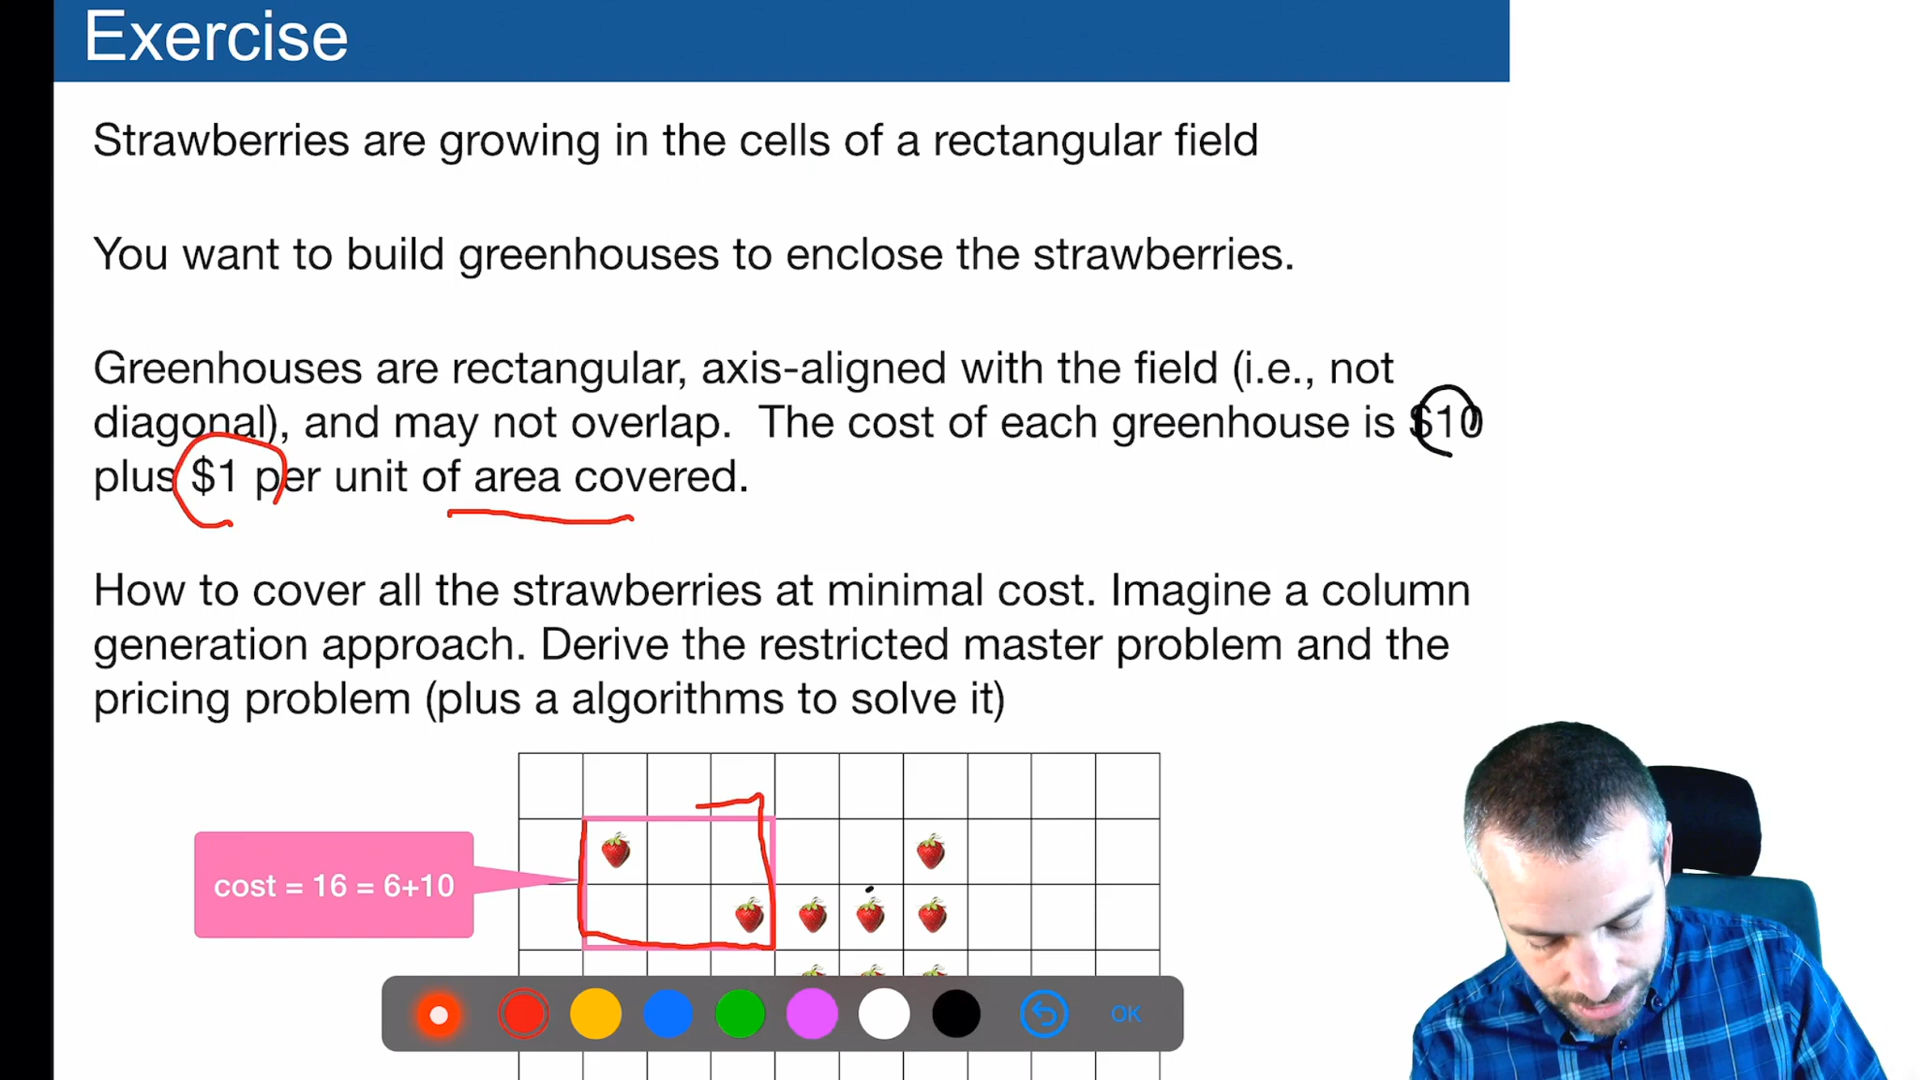 Exercise
Strawberries are growing in the cells of a rectangular field
You want to build greenhouses to enclose the strawberries.
Greenhouses are rectangular, axis-aligned with the field (i.e., not
diagonal), and may not overlap. The cost of each greenhouse is $10
plus $1 per unit of area covered.
How to cover all the strawberries at minimal cost. Imagine a column
generation approach. Derive the restricted master problem and the
pricing problem (plus a algorithms to solve it)
cost = 16 = 6+10
OK